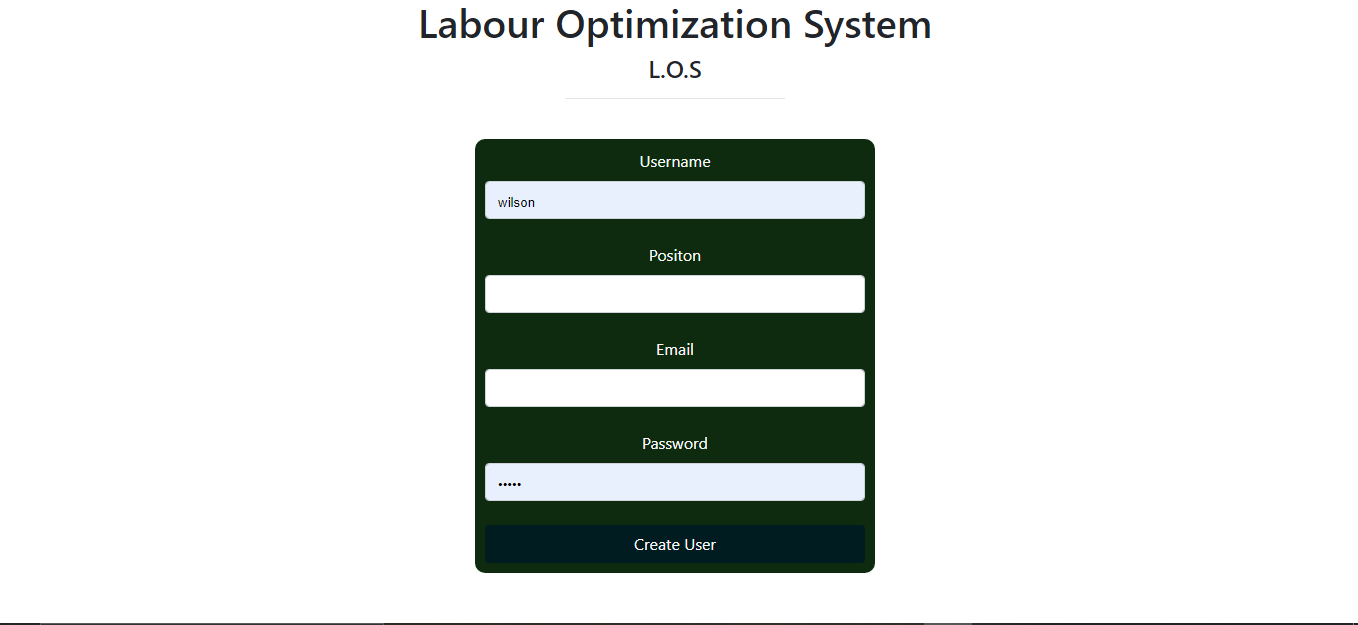 Labour Optimization System
L.O.S
Username
wilson
Positon
Email
Password
•••••
Create User